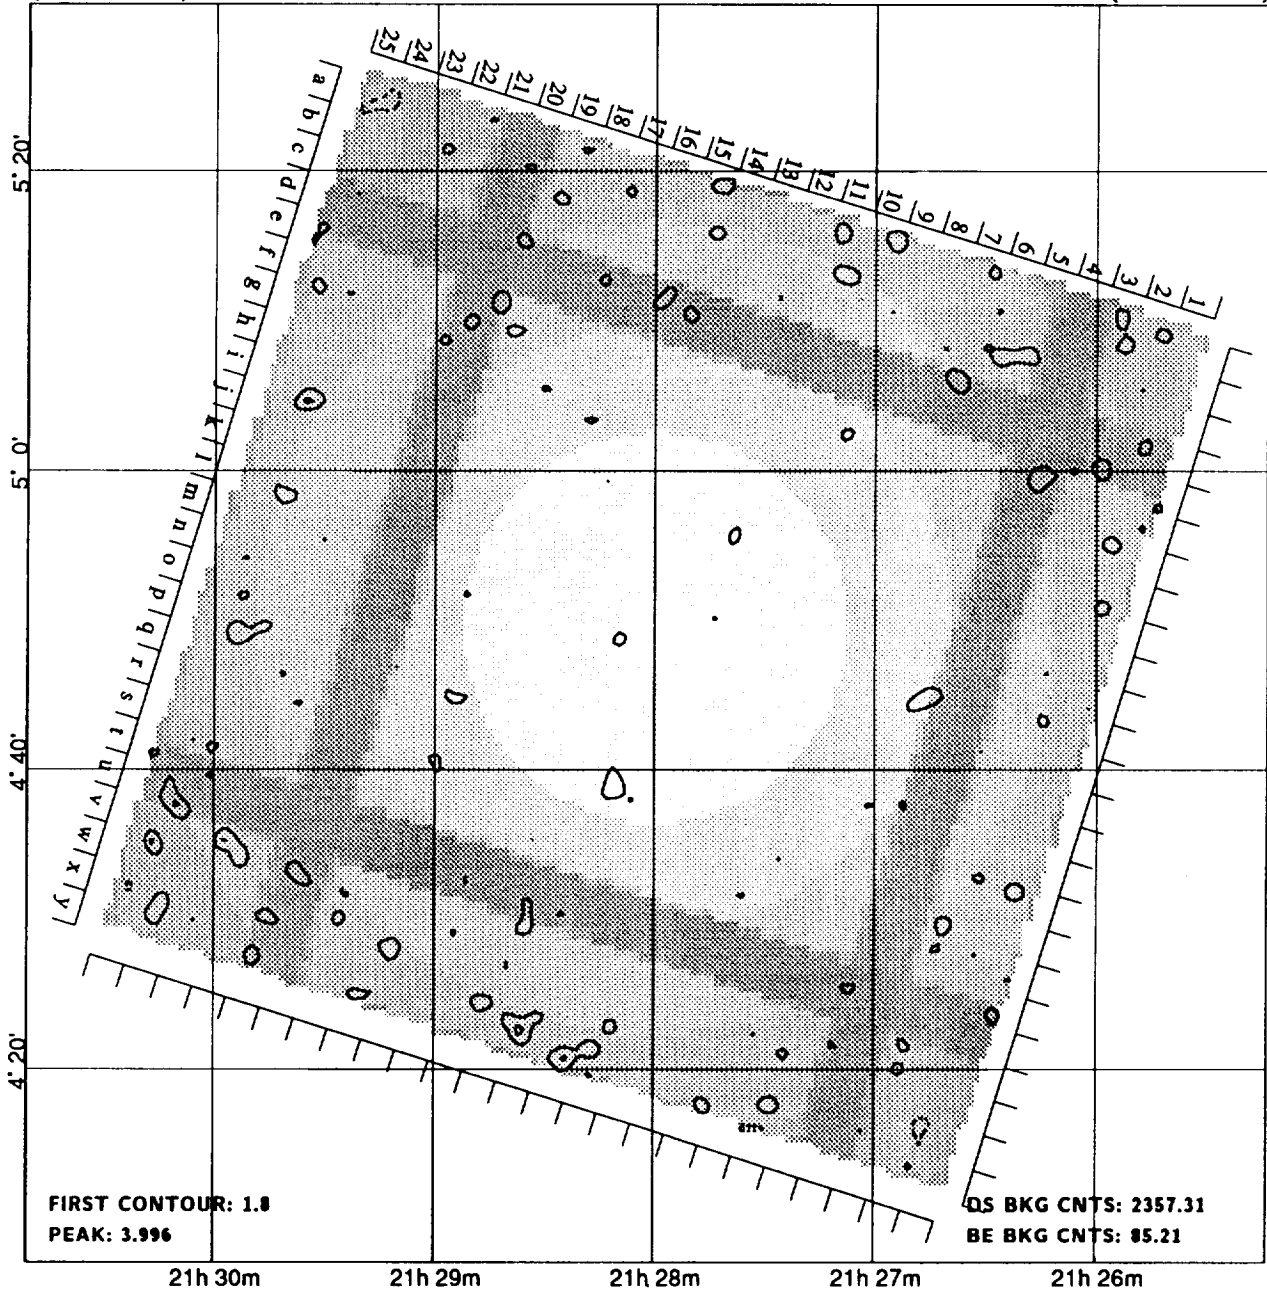 25 24 23 22 21 20 19 18 17 16 15 14 13 12 11 10 9 8 7 6 5 4 3 2 1
a b c d e f g h i j k l m n o p q r s t u v w x y
5° 20'
5° 0'
4° 40'
4° 20'
FIRST CONTOUR: 1.8
PEAK: 3.996
DS BKG CNTS: 2357.31
BE BKG CNTS: 85.21
21h 30m 21h 29m 21h 28m 21h 27m 21h 26m